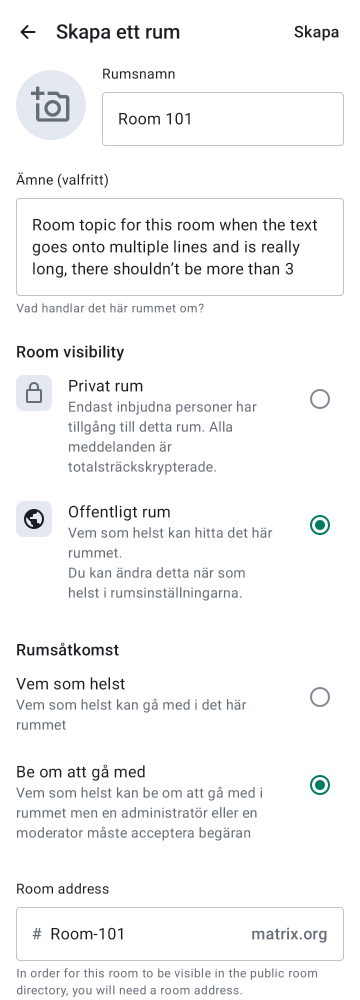 Skapa ett rum
Skapa
Rumsnamn
Room 101
Ämne (valfritt)
Room topic for this room when the text
goes onto multiple lines and is really
long, there shouldn’t be more than 3
Vad handlar det här rummet om?
Room visibility
Privat rum
Endast inbjudna personer har
tillgång till detta rum. Alla
meddelanden är
totalsträckskrypterade.
Offentligt rum
Vem som helst kan hitta det här
rummet.
Du kan ändra detta när som
helst i rumsinställningarna.
Rumsåtkomst
Vem som helst
Vem som helst kan gå med i det här
rummet
Be om att gå med
Vem som helst kan be om att gå med i
rummet men en administratör eller en
moderator måste acceptera begäran
Room address
# Room-101 matrix.org
In order for this room to be visible in the public room
directory, you will need a room address.